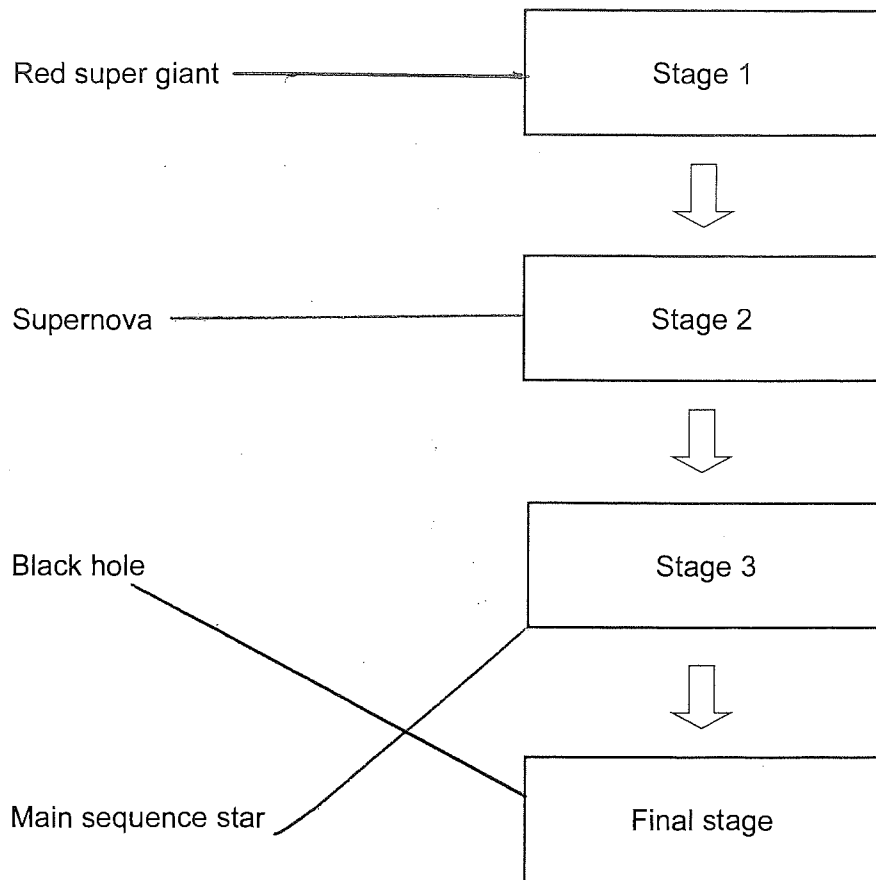 Red super giant
Stage 1
Supernova
Stage 2
Black hole
Stage 3
Main sequence star
Final stage